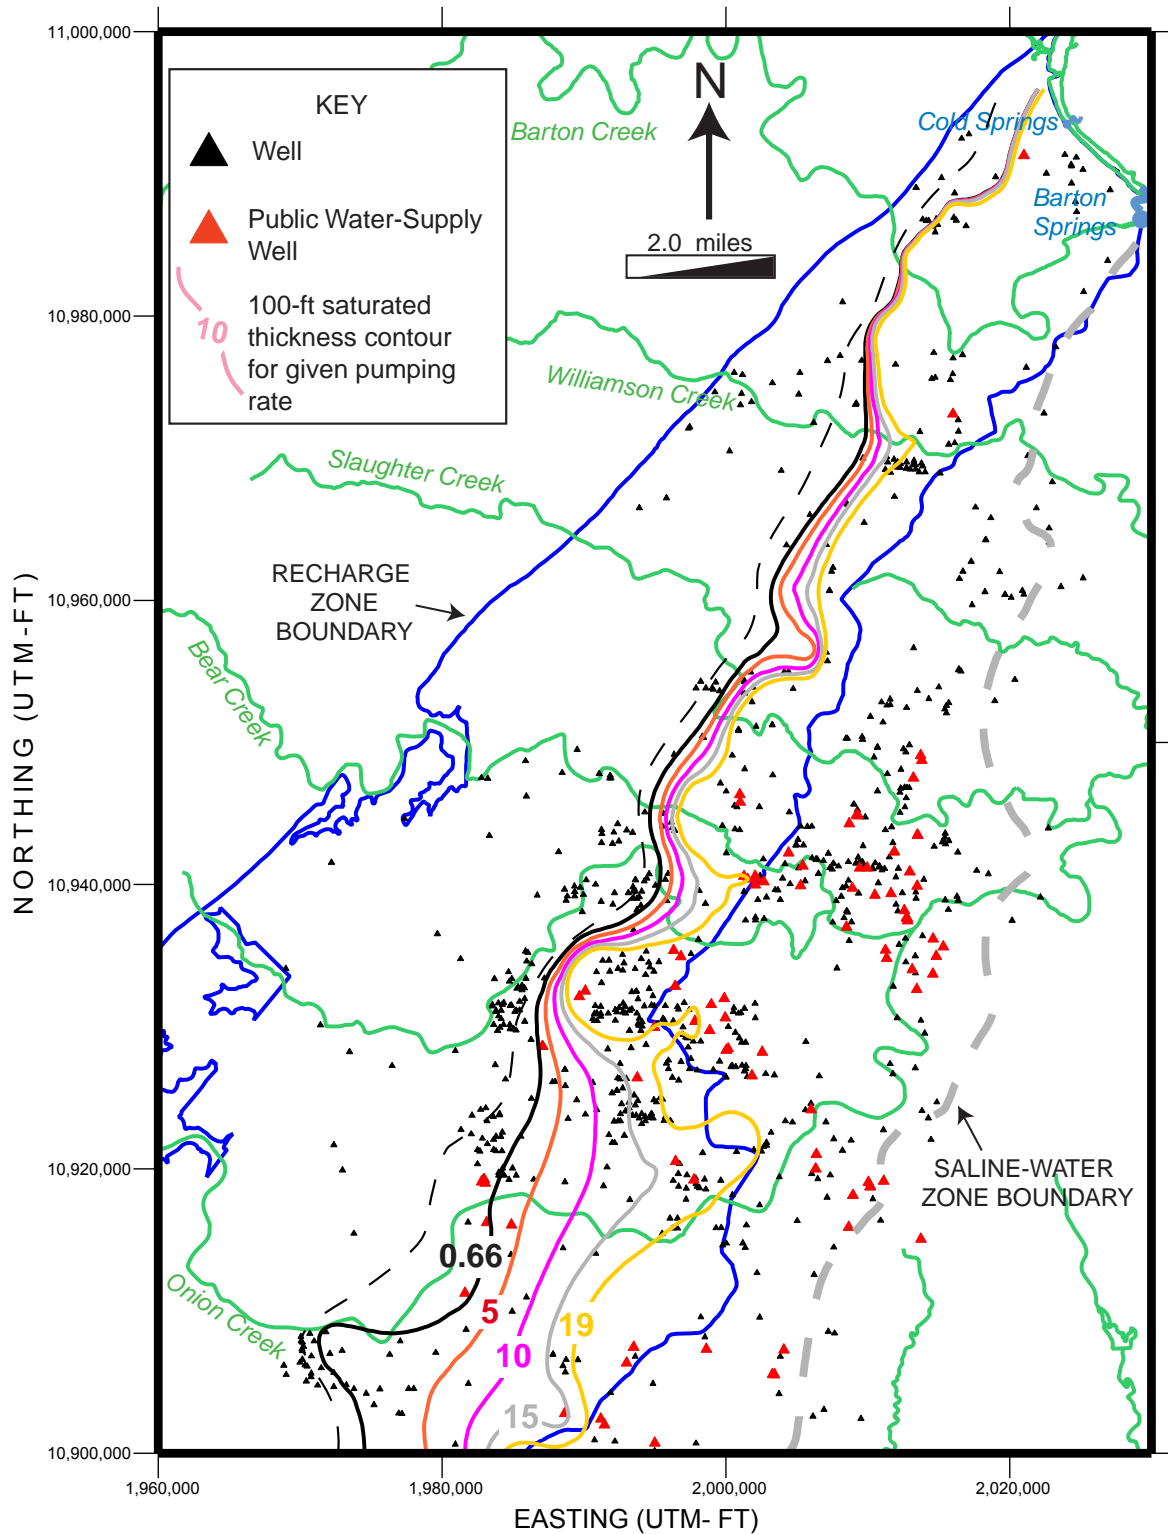 11,000,000
KEY
Well
Public Water-Supply
Well
10
100-ft saturated
thickness contour
for given pumping
rate
N
2.0 miles
Barton Creek
Cold Springs
Barton
Springs
10,980,000
Williamson Creek
Slaughter Creek
RECHARGE
ZONE
BOUNDARY
10,960,000
Bear Creek
NORTHING (UTM-FT)
10,940,000
10,920,000
SALINE-WATER
ZONE BOUNDARY
Onion Creek
0.66
5
10
15
19
10,900,000
1,960,000
1,980,000
2,000,000
2,020,000
EASTING (UTM- FT)